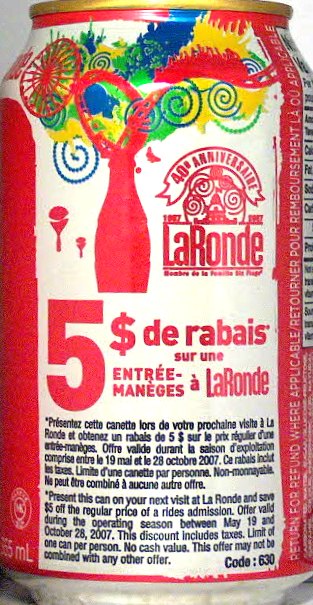 40e ANNIVERSAIRE
1967 2007
LaRonde
Membre de la Famille Six Flags
5$ de rabais*
sur une
ENTRÉE-
MANÈGES à LaRonde
*Présentez cette canette lors de votre prochaine visite à La
Ronde et obtenez un rabais de 5 $ sur le prix régulier d'une
entrée-manèges. Offre valide durant la saison d'exploitation
comprise entre le 19 mai et le 28 octobre 2007. Ce rabais inclut
les taxes. Limite d'une canette par personne. Non-monnayable.
Ne peut être combiné à aucune autre offre.
*Present this can on your next visit at La Ronde and save
$5 off the regular price of a rides admission. Offer valid
during the operating season between May 19 and
October 28, 2007. This discount includes taxes. Limit of
one can per person. No cash value. This offer may not be
combined with any other offer.
Code : 630
355 mL
RETURN FOR REFUND WHERE APPLICABLE/RETOURNER POUR REMBOURSEMENT LÀ OÙ APPLICABLE